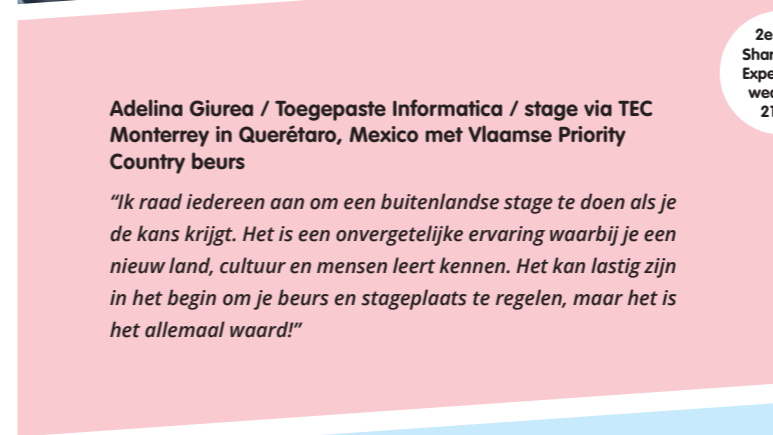 Adelina Giurea / Toegepaste Informatica / stage via TEC
Monterrey in Querétaro, Mexico met Vlaamse Priority
Country beurs
“Ik raad iedereen aan om een buitenlandse stage te doen als je
de kans krijgt. Het is een onvergetelijke ervaring waarbij je een
nieuw land, cultuur en mensen leert kennen. Het kan lastig zijn
in het begin om je beurs en stageplaats te regelen, maar het is
het allemaal waard!”
2e